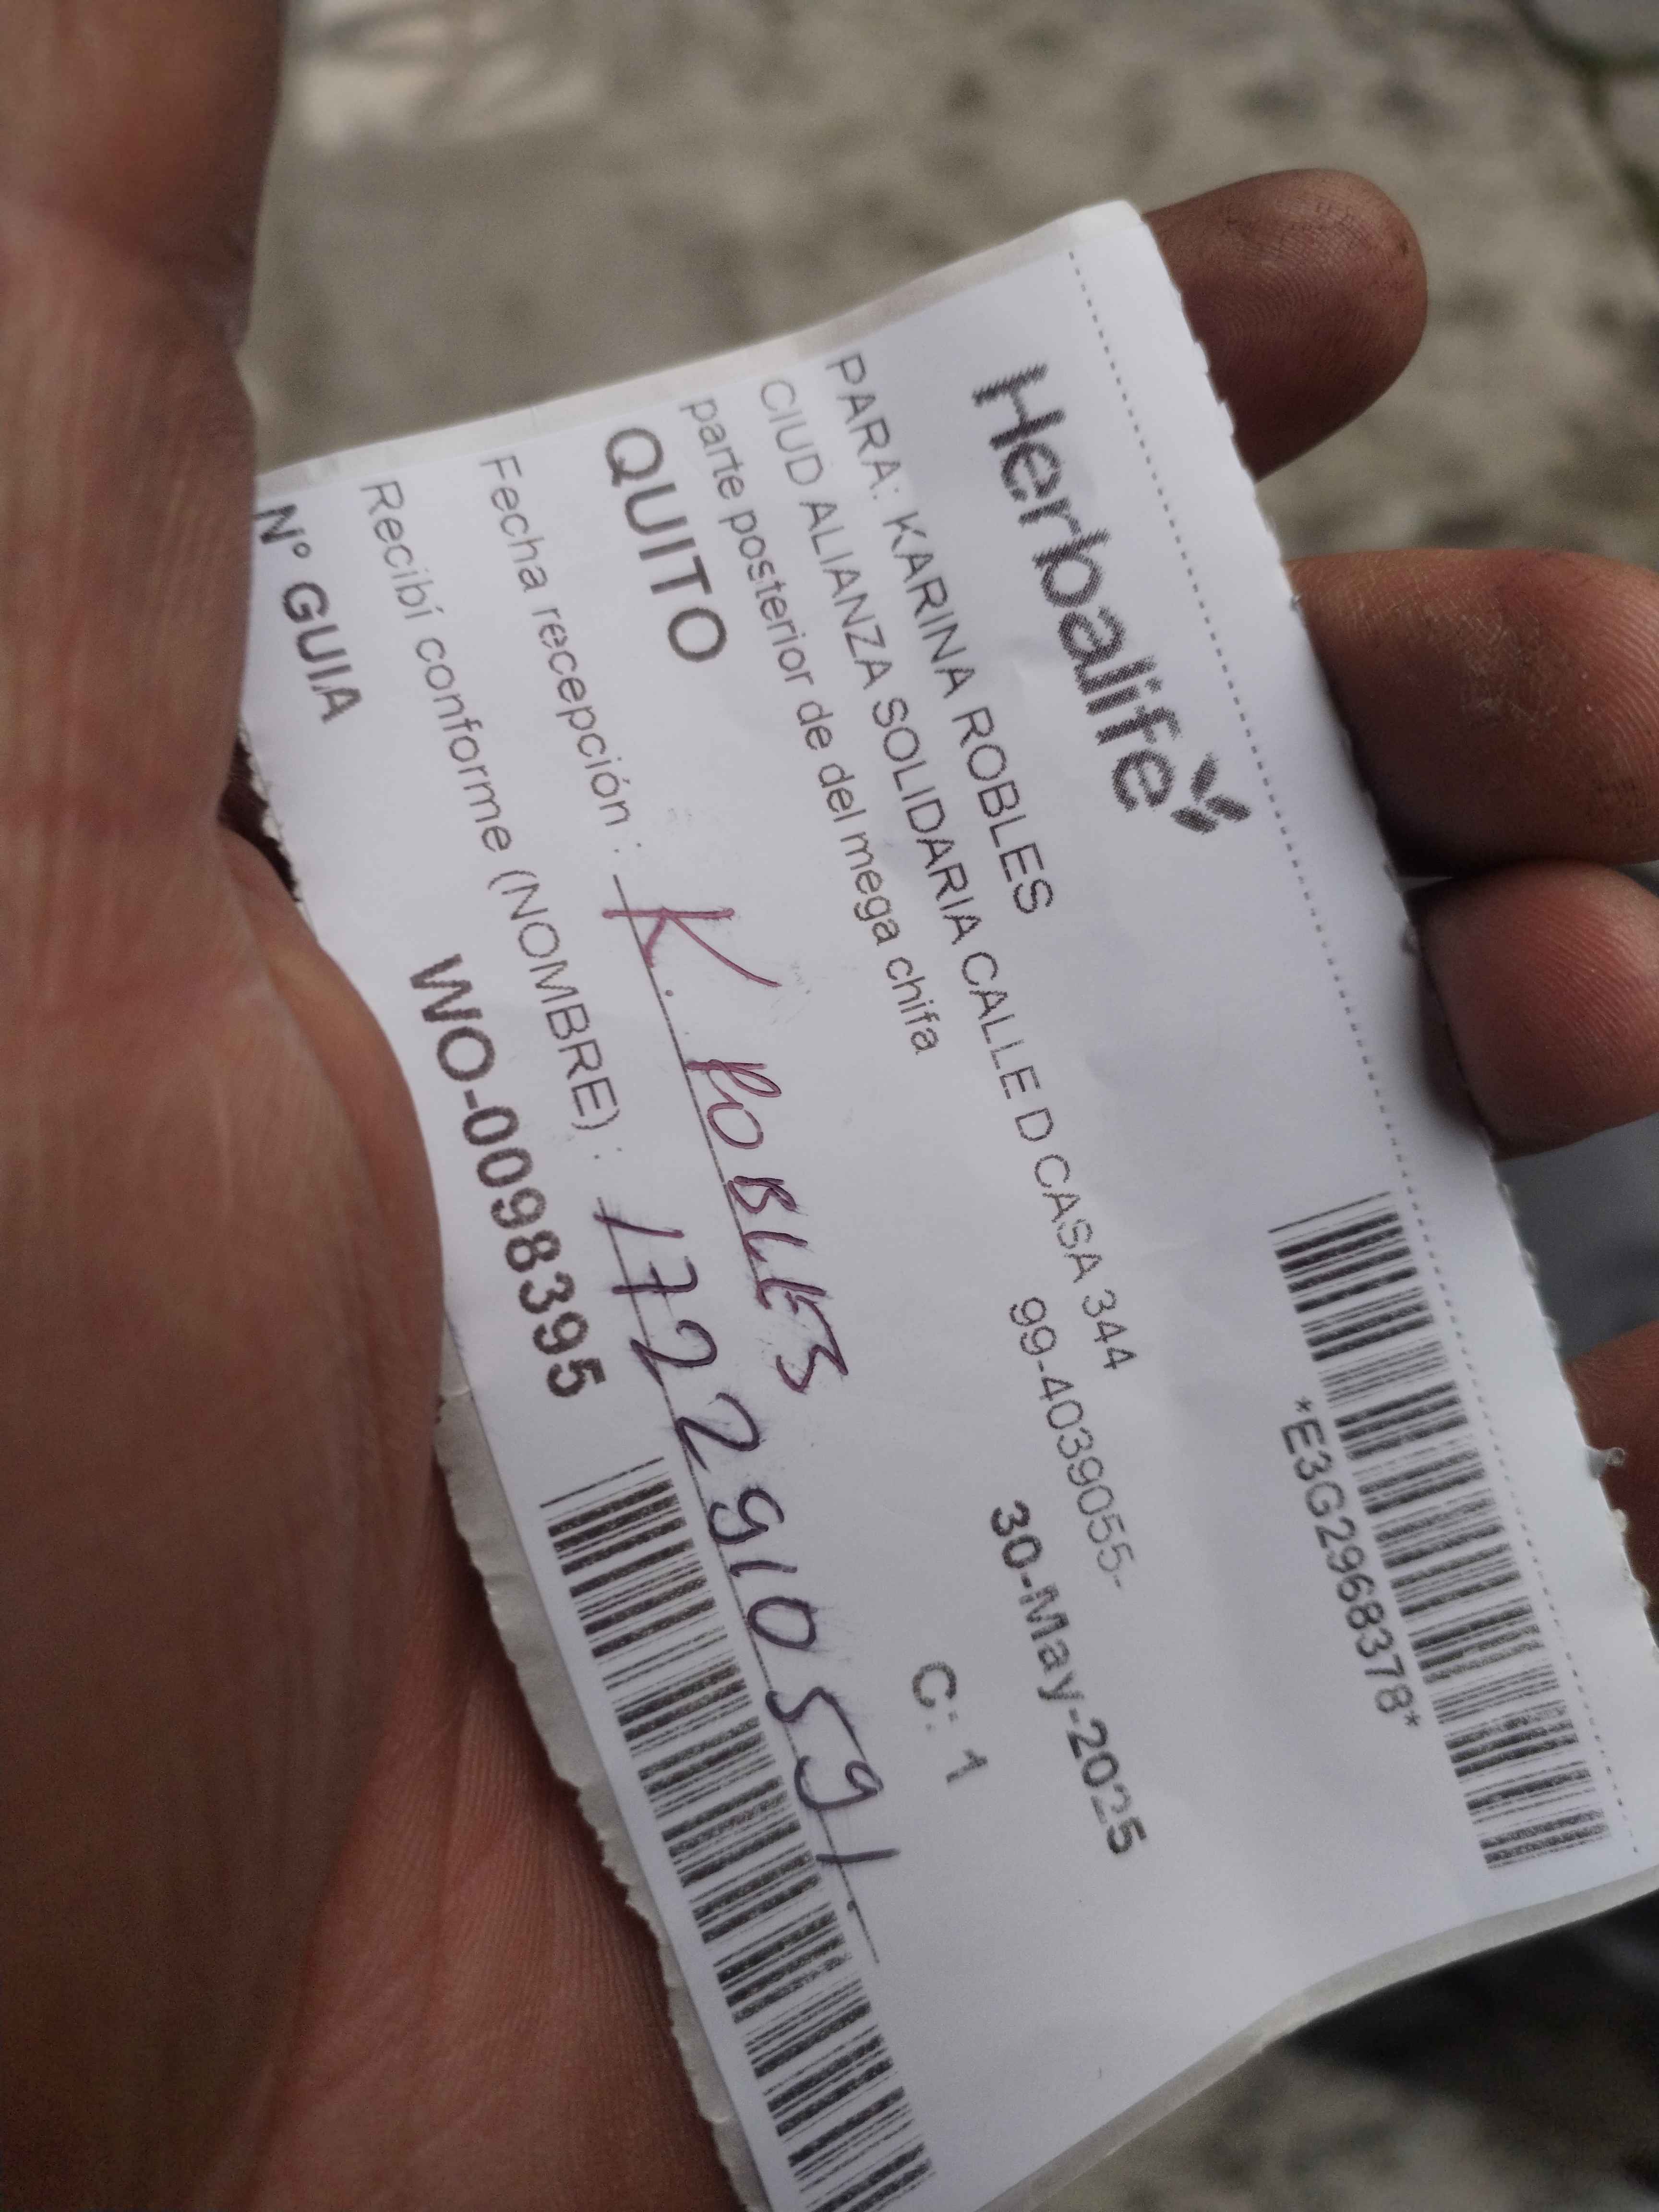 Herbalife
*E3G2968378*
PARA: KARINA ROBLES
CIUD ALIANZA SOLIDARIA CALLE D CASA 344
99-4039055-
parte posterior de del mega chifa
30-May-2025
QUITO
C: 1
Fecha recepción : K. ROBLES
Recibí conforme (NOMBRE) : 1722910591
N° GUIA WO-0098395